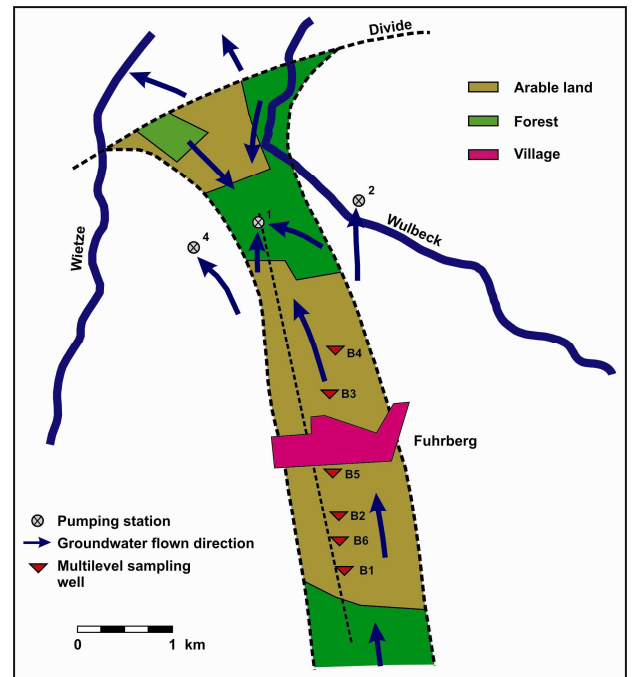 Divide
Arable land
Forest
Village
2
1
Wulbeck
4
Wietze
B4
B3
Fuhrberg
B5
B2
B6
B1
Pumping station
Groundwater flown direction
Multilevel sampling
well
0 1 km